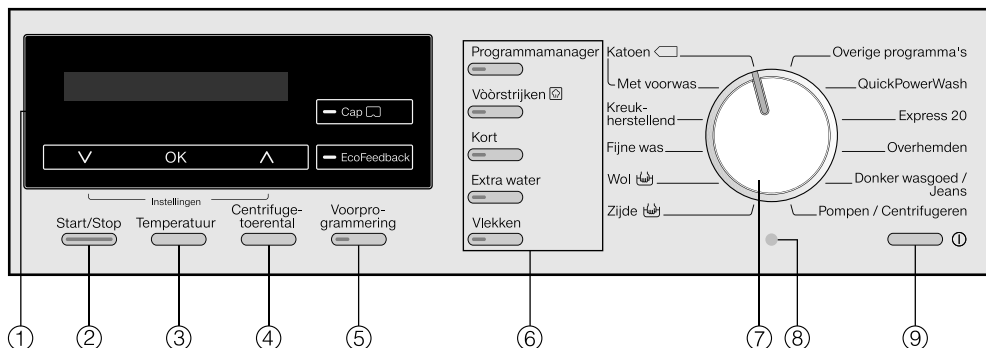 Cap
OK
EcoFeedback
Instellingen
Start/Stop
Temperatuur
Centrifuge-
toerental
Voorpro-
grammering
Programmamanager
Vòòrstrijken
Kort
Extra water
Vlekken
Katoen
Met voorwas
Kreuk-
herstellend
Fijne was
Wol
Zijde
Overige programma's
QuickPowerWash
Express 20
Overhemden
Donker wasgoed /
Jeans
Pompen / Centrifugeren
1
2
3
4
5
6
7
8
9